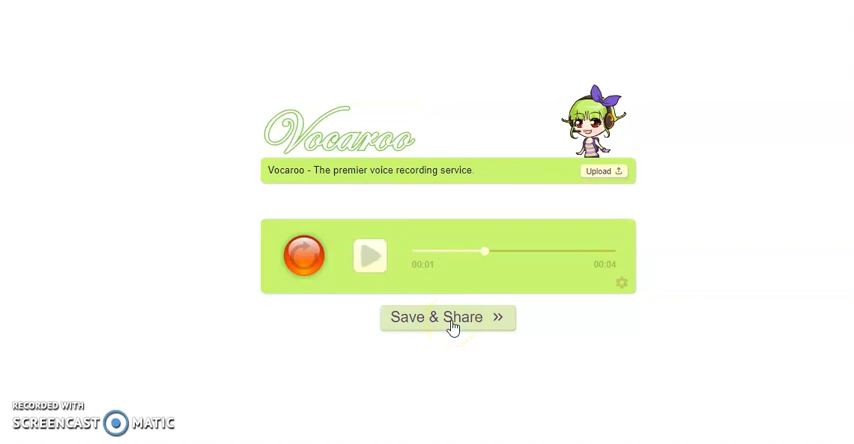 Vocaroo
Vocaroo - The premier voice recording service.
Upload
00:01
00:04
Save & Share »
RECORDED WITH
SCREENCAST MATIC